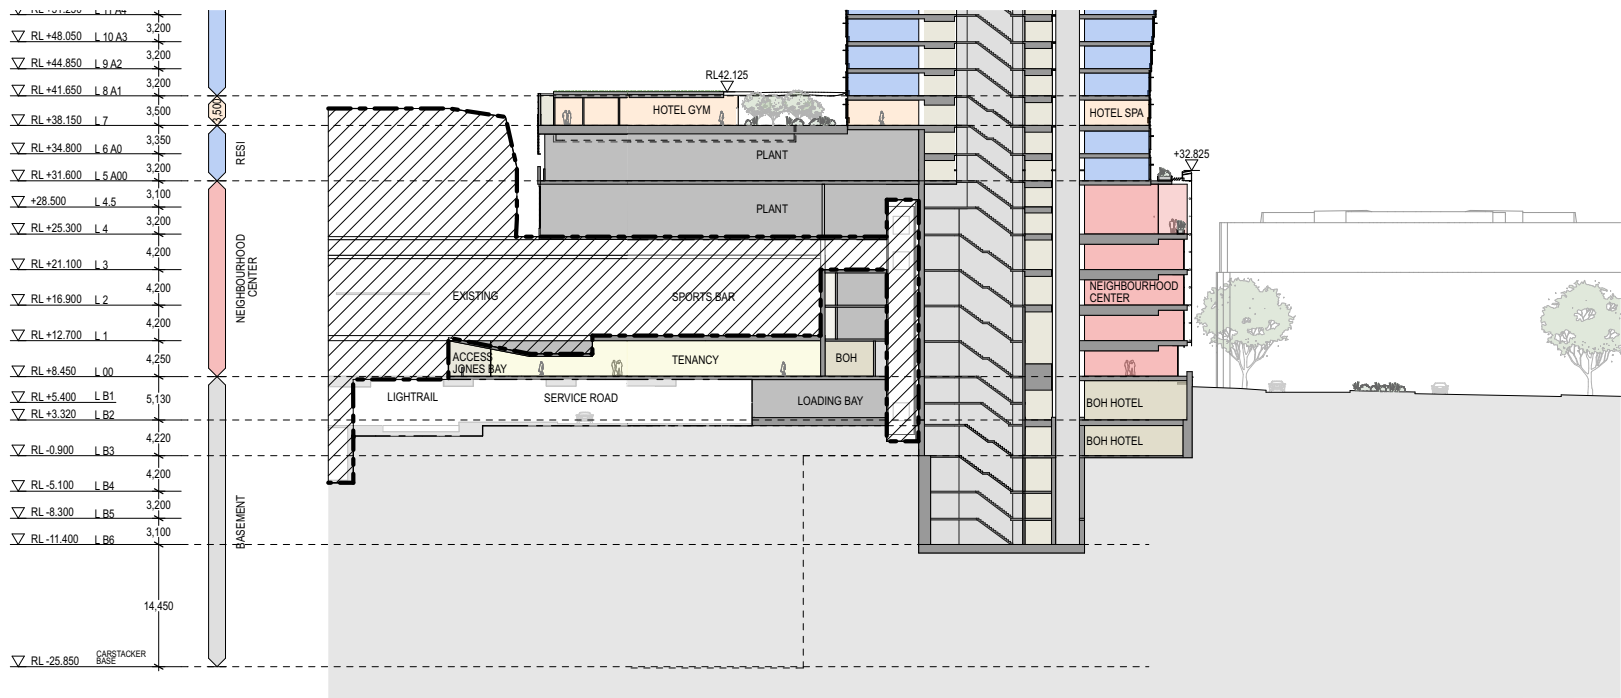 RL +48.050 L 10 A3
RL +44.850 L 9 A2
RL +41.650 L 8 A1
RL +38.150 L 7
RL +34.800 L 6 A0
RL +31.600 L 5 A00
+28.500 L 4.5
RL +25.300 L 4
RL +21.100 L 3
RL +16.900 L 2
RL +12.700 L 1
RL +8.450 L 00
RL +5.400 L B1
RL +3.320 L B2
RL -0.900 L B3
RL -5.100 L B4
RL -8.300 L B5
RL -11.400 L B6
RL -25.850 CARSTACKER
BASE
3,200
3,200
3,200
3,500
3,350
3,200
3,100
3,200
4,200
4,200
4,200
4,250
5,130
4,220
4,200
3,200
3,100
14,450
3,500
RESI
NEIGHBOURHOOD
CENTER
BASEMENT
RL42.125
HOTEL GYM
HOTEL SPA
PLANT
+32.825
PLANT
EXISTING
SPORTS BAR
NEIGHBOURHOOD
CENTER
ACCESS
JONES BAY
TENANCY
BOH
LIGHTRAIL
SERVICE ROAD
LOADING BAY
BOH HOTEL
BOH HOTEL